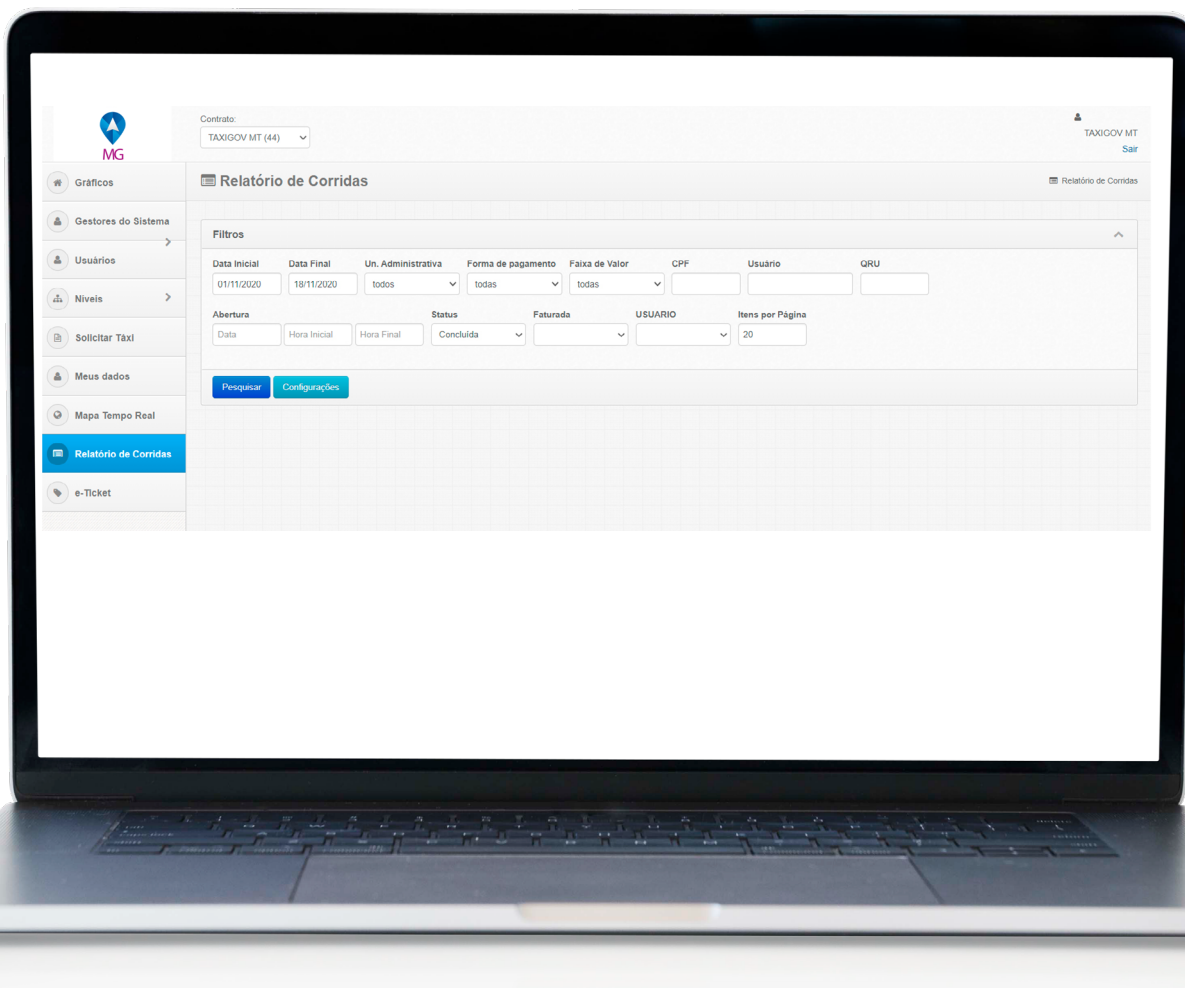 MG
Contrato:
TAXIGOV MT (44)
TAXIGOV MT
Sair
Gráficos
Gestores do Sistema
Usuários
Níveis
Solicitar Táxi
Meus dados
Mapa Tempo Real
Relatório de Corridas
e-Ticket
Relatório de Corridas
Relatório de Corridas
Filtros
Data Inicial Data Final Un. Administrativa Forma de pagamento Faixa de Valor CPF Usuário QRU
01/11/2020 18/11/2020 todos todas todas
Abertura Status Faturada USUARIO Itens por Página
Data Hora Inicial Hora Final Concluída 20
Pesquisar Configurações